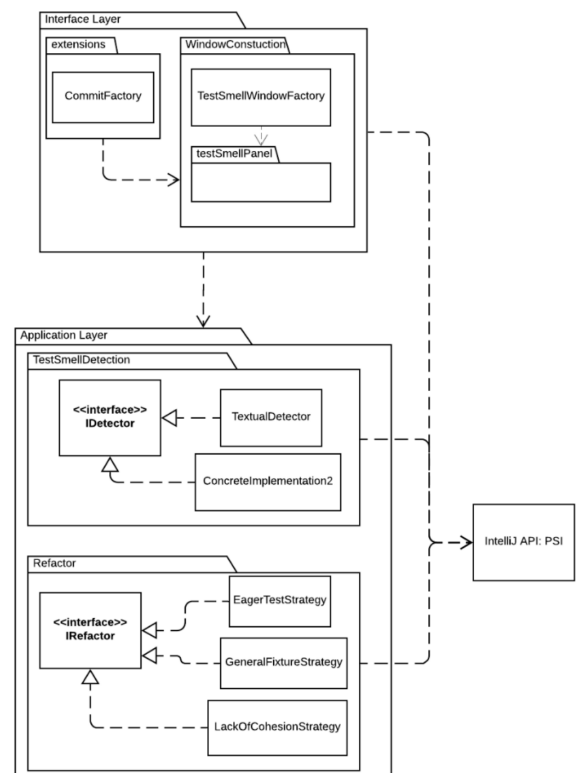 Interface Layer
extensions
WindowConstuction
CommitFactory
TestSmellWindowFactory
testSmellPanel
Application Layer
TestSmellDetection
<<interface>>
IDetector
TextualDetector
ConcreteImplementation2
IntelliJ API: PSI
Refactor
<<interface>>
IRefactor
EagerTestStrategy
GeneralFixtureStrategy
LackOfCohesionStrategy